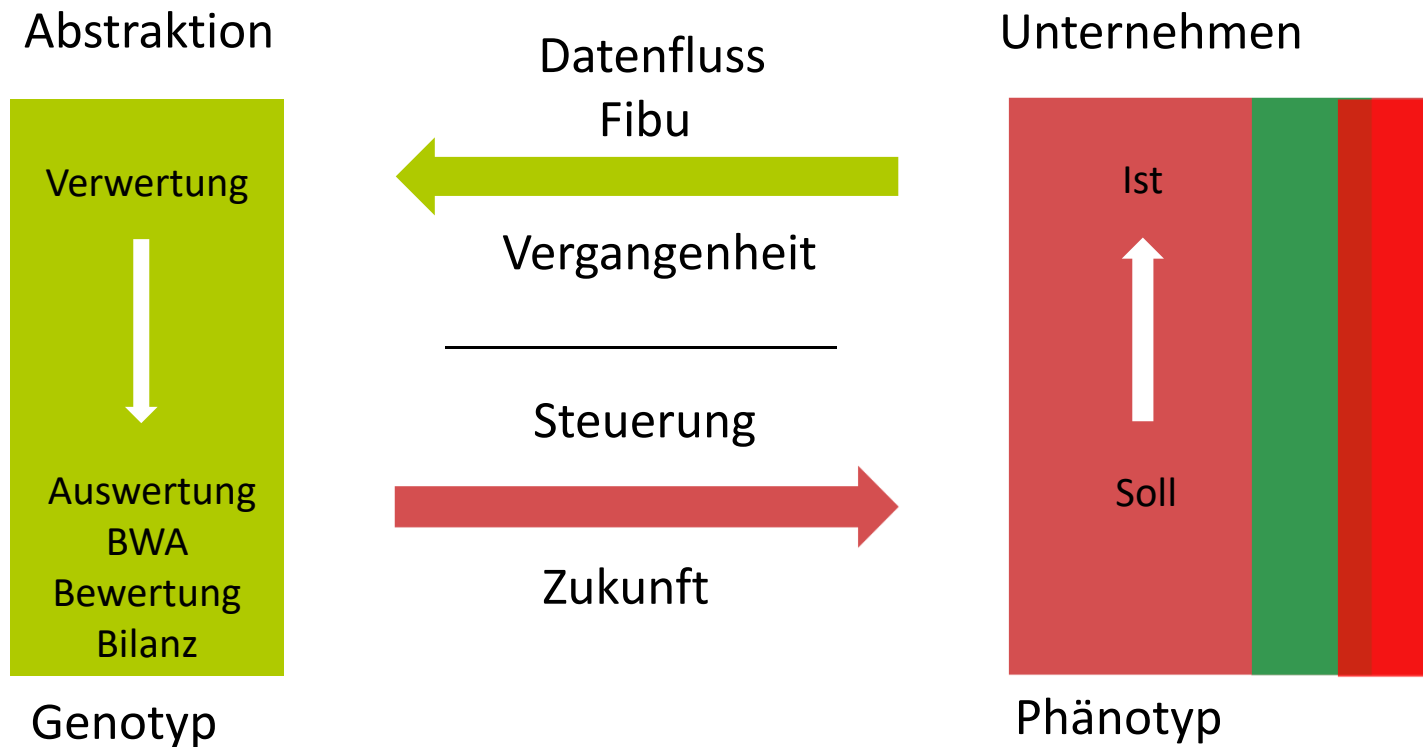 Abstraktion
Verwertung
Auswertung
BWA
Bewertung
Bilanz
Genotyp
Datenfluss
Fibu
Vergangenheit
Steuerung
Zukunft
Unternehmen
Ist
Soll
Phänotyp